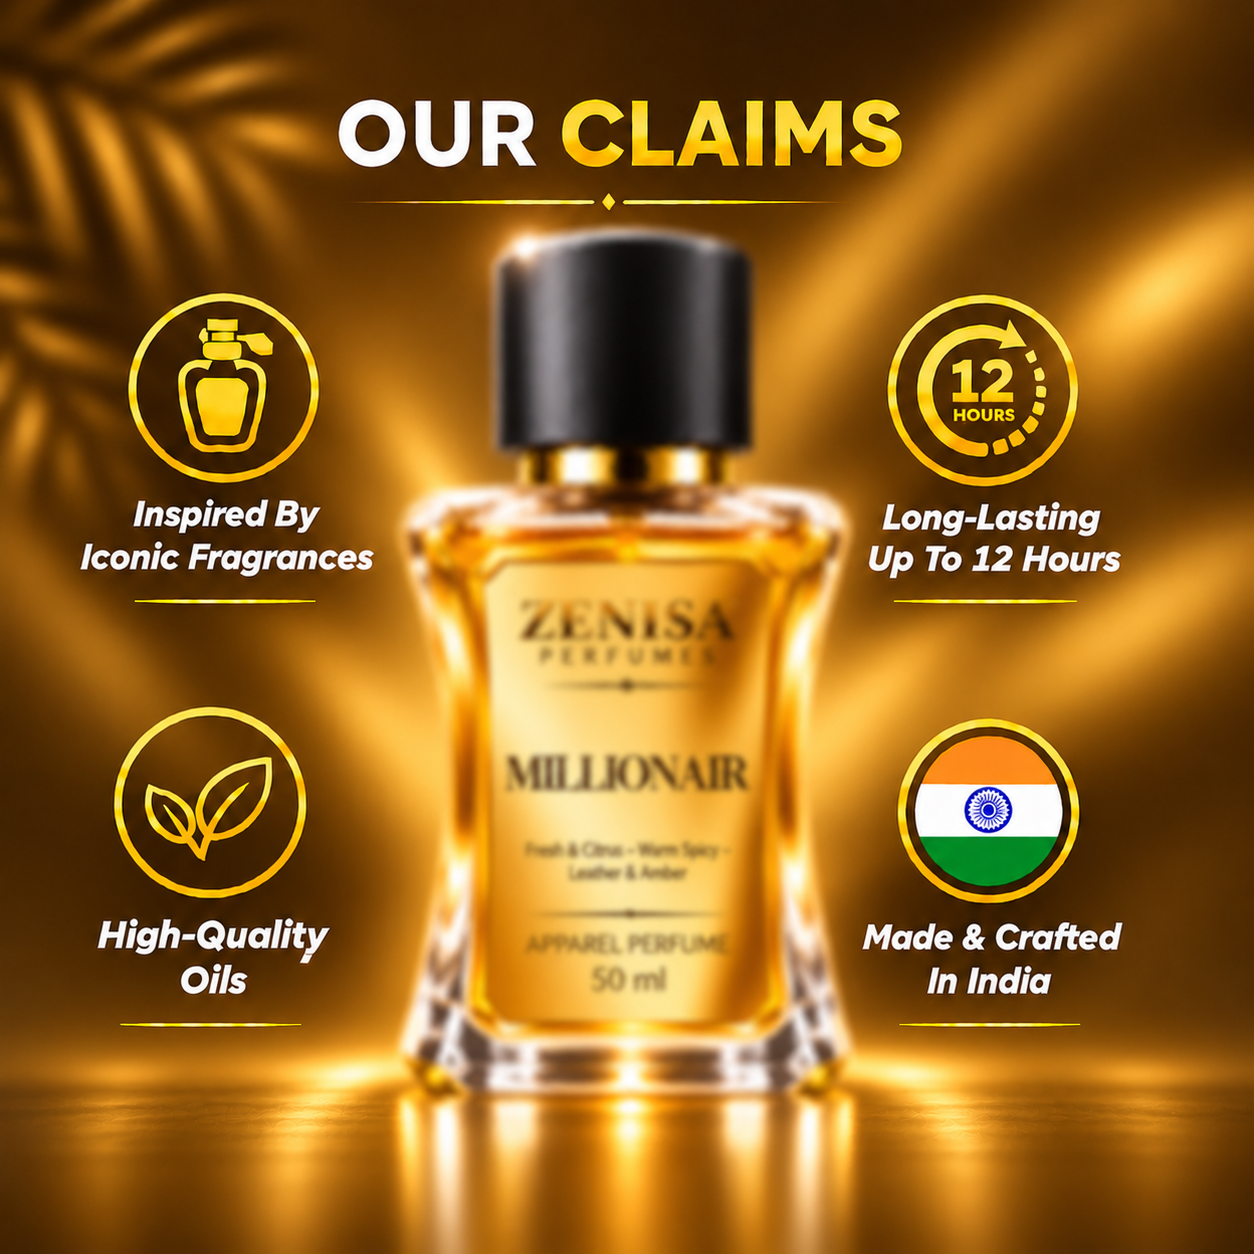 OUR CLAIMS
Inspired By
Iconic Fragrances
12
HOURS
Long-Lasting
Up To 12 Hours
ZENISA
PERFUMES
MILLIONAIR
Fresh & Citrus - Warm Spicy -
Leather & Amber
APPAREL PERFUME
50 ml
High-Quality
Oils
Made & Crafted
In India